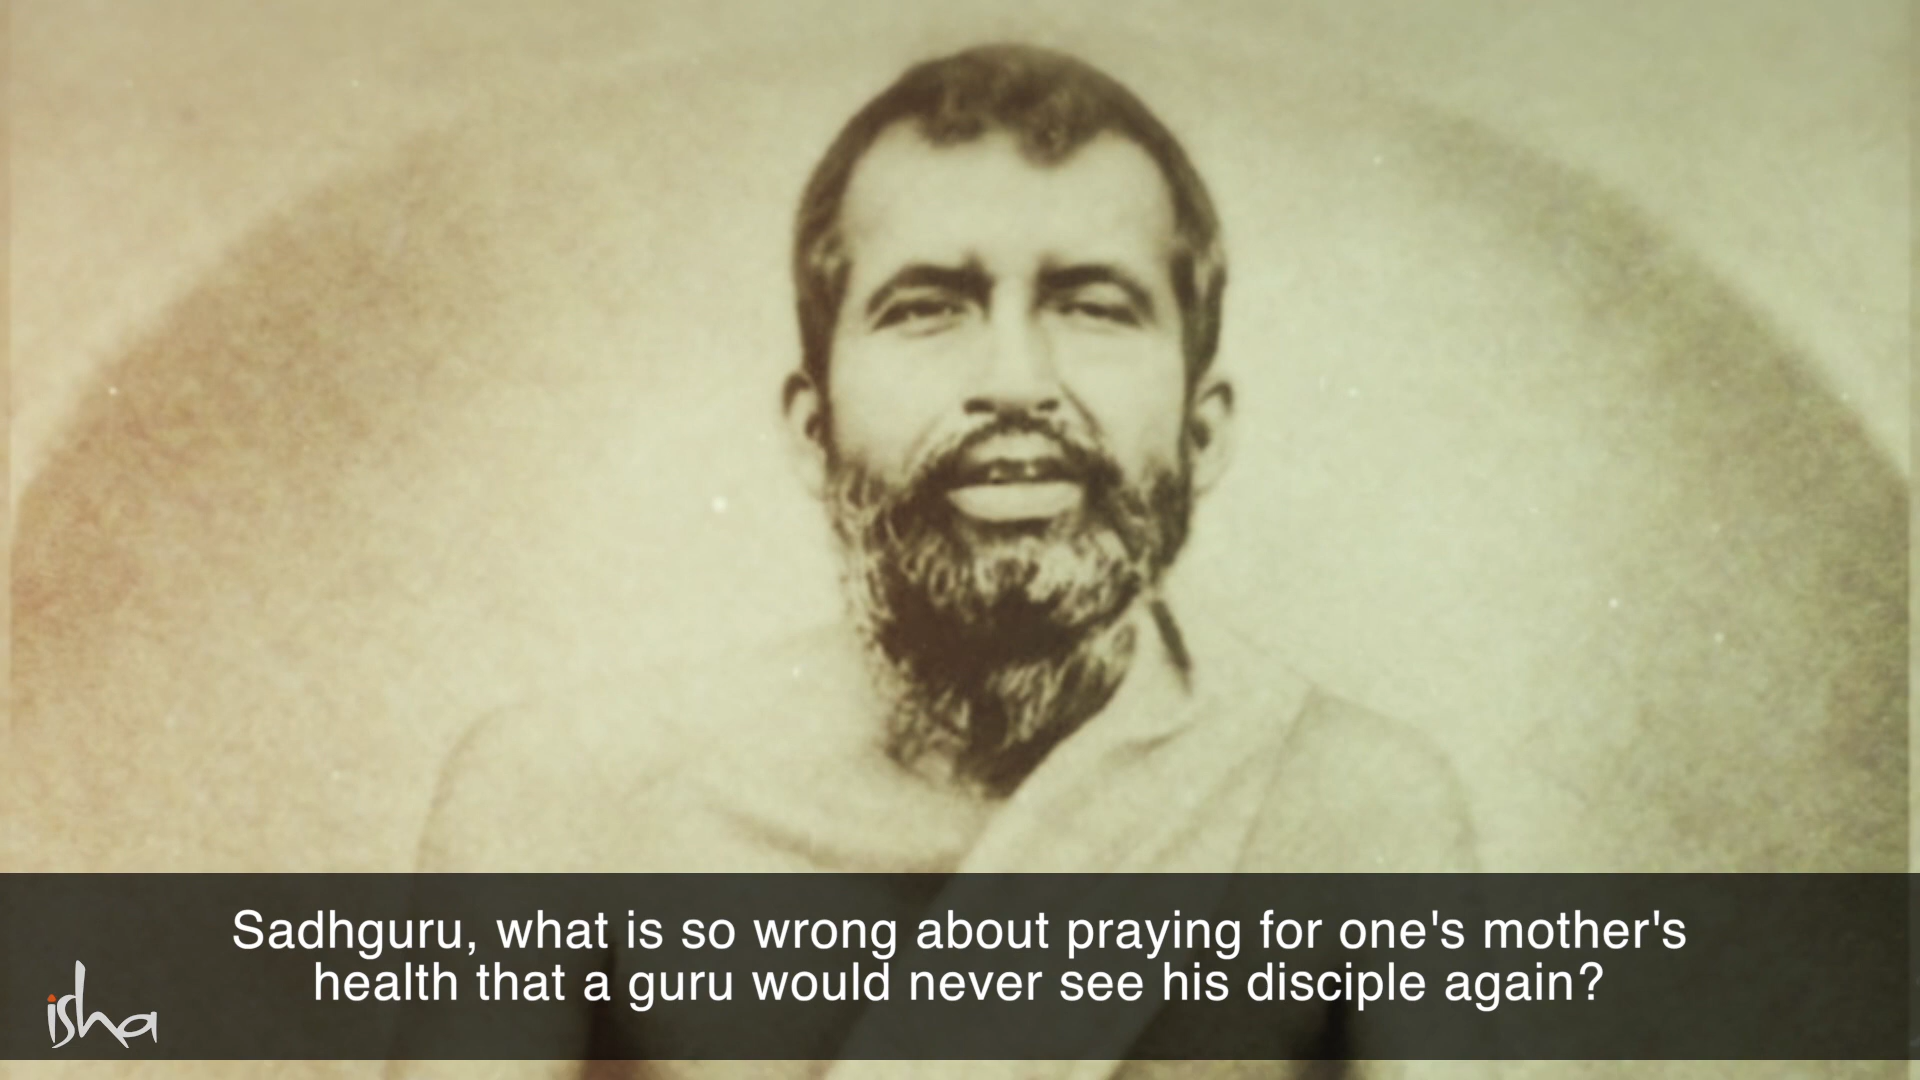 Sadhguru, what is so wrong about praying for one's mother's
health that a guru would never see his disciple again?
isha